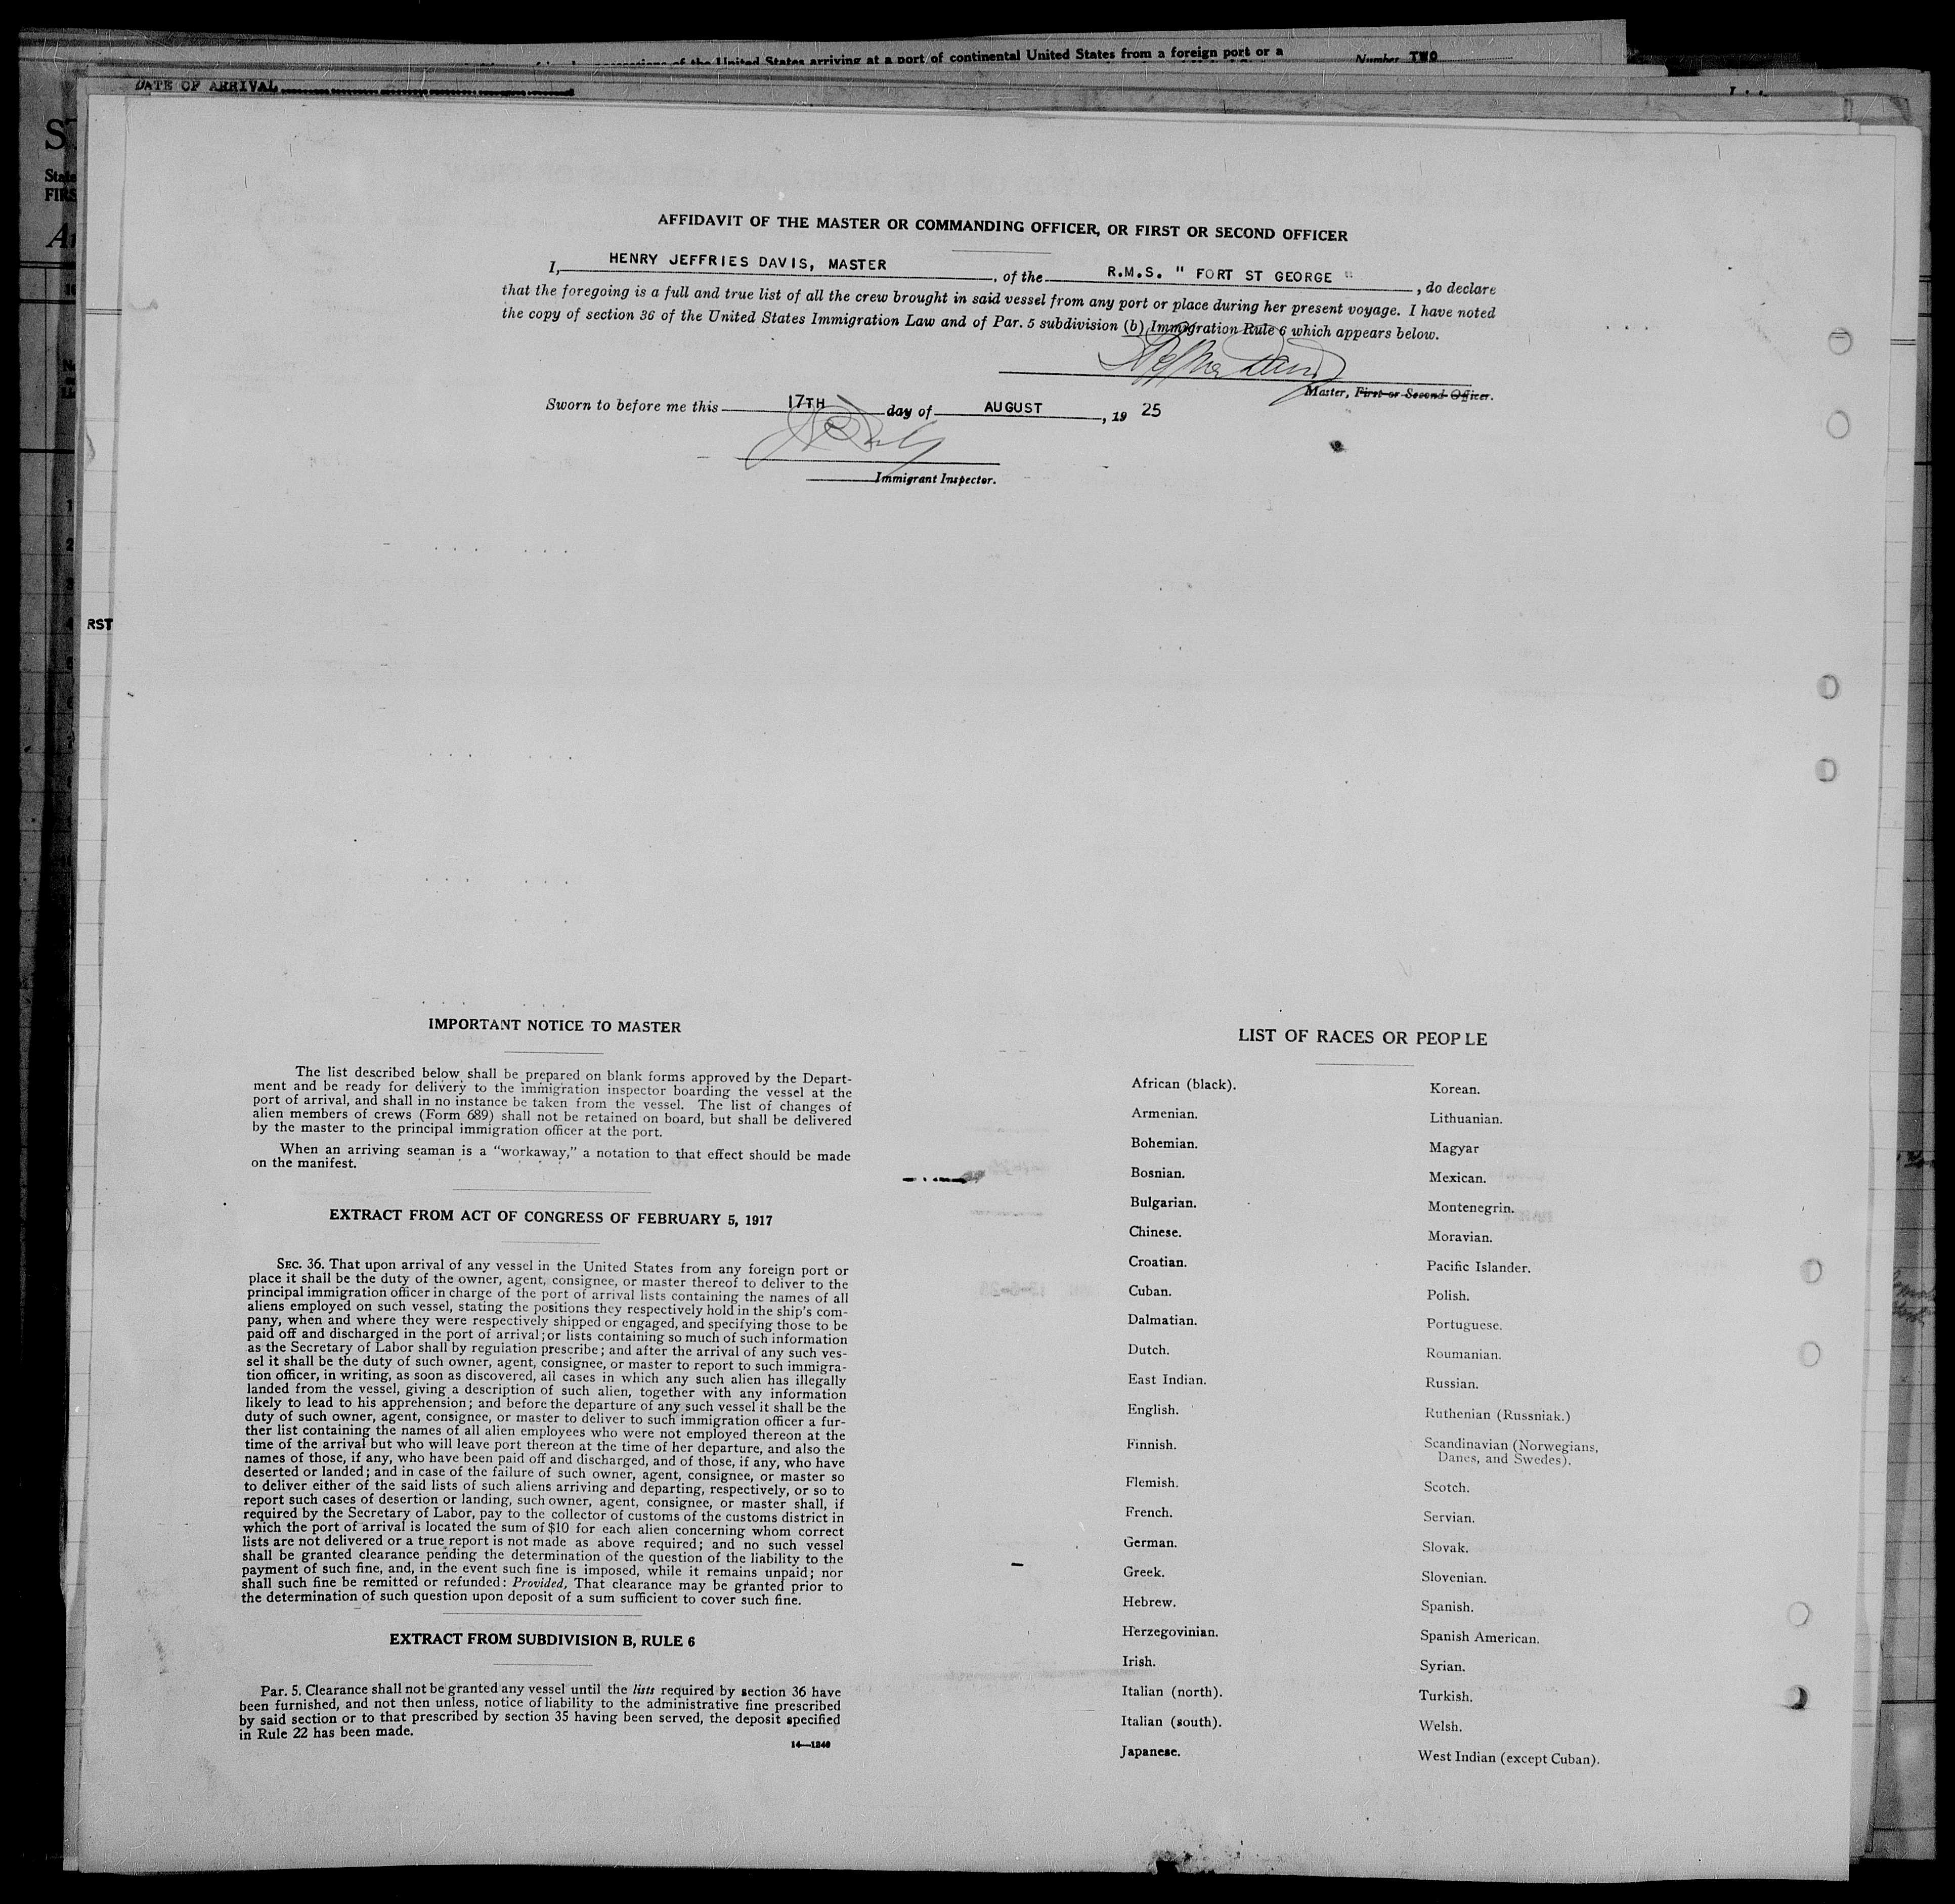 of the United States arriving at a port of continental United States from a foreign port or a
Number TWO
DATE OF ARRIVAL
State
FIRS
RST
AFFIDAVIT OF THE MASTER OR COMMANDING OFFICER, OR FIRST OR SECOND OFFICER
I, HENRY JEFFRIES DAVIS, MASTER, of the R.M.S. " FORT ST GEORGE ", do declare
that the foregoing is a full and true list of all the crew brought in said vessel from any port or place during her present voyage. I have noted
the copy of section 36 of the United States Immigration Law and of Par. 5 subdivision (b) Immigration Rule 6 which appears below.
Master, First or Second Officer.
Sworn to before me this 17TH day of AUGUST, 19 25
Immigrant Inspector.
IMPORTANT NOTICE TO MASTER
The list described below shall be prepared on blank forms approved by the Depart-
ment and be ready for delivery to the immigration inspector boarding the vessel at the
port of arrival, and shall in no instance be taken from the vessel. The list of changes of
alien members of crews (Form 689) shall not be retained on board, but shall be delivered
by the master to the principal immigration officer at the port.
When an arriving seaman is a “workaway,” a notation to that effect should be made
on the manifest.
EXTRACT FROM ACT OF CONGRESS OF FEBRUARY 5, 1917
SEC. 36. That upon arrival of any vessel in the United States from any foreign port or
place it shall be the duty of the owner, agent, consignee, or master thereof to deliver to the
principal immigration officer in charge of the port of arrival lists containing the names of all
aliens employed on such vessel, stating the positions they respectively hold in the ship's com-
pany, when and where they were respectively shipped or engaged, and specifying those to be
paid off and discharged in the port of arrival; or lists containing so much of such information
as the Secretary of Labor shall by regulation prescribe; and after the arrival of any such ves-
sel it shall be the duty of such owner, agent, consignee, or master to report to such immigra-
tion officer, in writing, as soon as discovered, all cases in which any such alien has illegally
landed from the vessel, giving a description of such alien, together with any information
likely to lead to his apprehension; and before the departure of any such vessel it shall be the
duty of such owner, agent, consignee, or master to deliver to such immigration officer a fur-
ther list containing the names of all alien employees who were not employed thereon at the
time of the arrival but who will leave port thereon at the time of her departure, and also the
names of those, if any, who have been paid off and discharged, and of those, if any, who have
deserted or landed; and in case of the failure of such owner, agent, consignee, or master so
to deliver either of the said lists of such aliens arriving and departing, respectively, or so to
report such cases of desertion or landing, such owner, agent, consignee, or master shall, if
required by the Secretary of Labor, pay to the collector of customs of the customs district in
which the port of arrival is located the sum of $10 for each alien concerning whom correct
lists are not delivered or a true report is not made as above required; and no such vessel
shall be granted clearance pending the determination of the question of the liability to the
payment of such fine, and, in the event such fine is imposed, while it remains unpaid; nor
shall such fine be remitted or refunded: Provided, That clearance may be granted prior to
the determination of such question upon deposit of a sum sufficient to cover such fine.
EXTRACT FROM SUBDIVISION B, RULE 6
Par. 5. Clearance shall not be granted any vessel until the lists required by section 36 have
been furnished, and not then unless, notice of liability to the administrative fine prescribed
by said section or to that prescribed by section 35 having been served, the deposit specified
in Rule 22 has been made.
14—1240
LIST OF RACES OR PEOPLE
African (black).
Armenian.
Bohemian.
Bosnian.
Bulgarian.
Chinese.
Croatian.
Cuban.
Dalmatian.
Dutch.
East Indian.
English.
Finnish.
Flemish.
French.
German.
Greek.
Hebrew.
Herzegovinian.
Irish.
Italian (north).
Italian (south).
Japanese.
Korean.
Lithuanian.
Magyar
Mexican.
Montenegrin.
Moravian.
Pacific Islander.
Polish.
Portuguese.
Roumanian.
Russian.
Ruthenian (Russniak.)
Scandinavian (Norwegians,
Danes, and Swedes).
Scotch.
Servian.
Slovak.
Slovenian.
Spanish.
Spanish American.
Syrian.
Turkish.
Welsh.
West Indian (except Cuban).